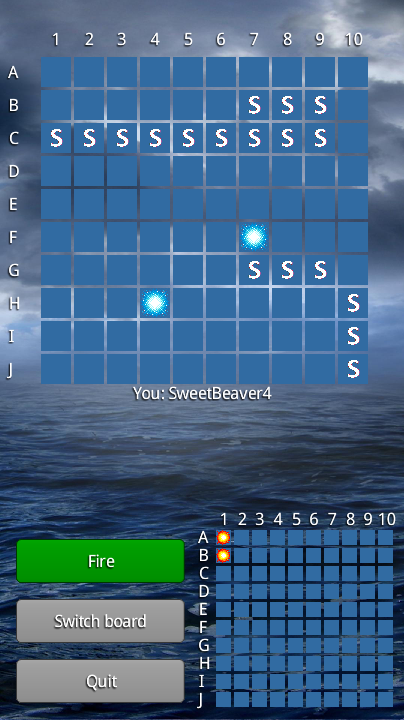 1 2 3 4 5 6 7 8 9 10
A
B S S S
C S S S S S S S S S
D
E
F
G S S S
H S
I S
J S
You: SweetBeaver4
1 2 3 4 5 6 7 8 9 10
A
B
C
D
E
F
G
H
I
J
Fire
Switch board
Quit